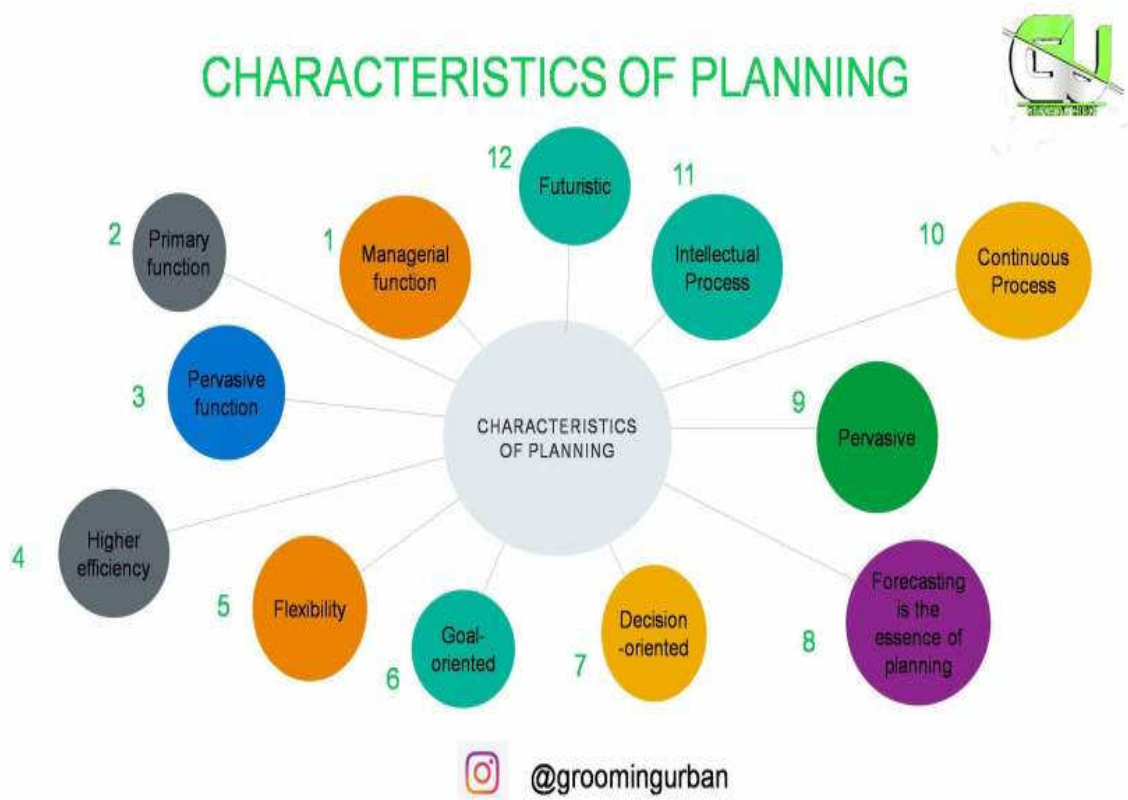 CHARACTERISTICS OF PLANNING
12
Futuristic
11
Intellectual
Process
10
Continuous
Process
2
Primary
function
1
Managerial
function
3
Pervasive
function
CHARACTERISTICS
OF PLANNING
9
Pervasive
4
Higher
efficiency
5
Flexibility
6
Goal-
oriented
7
Decision
-oriented
8
Forecasting
is the
essence of
planning
@groomingurban